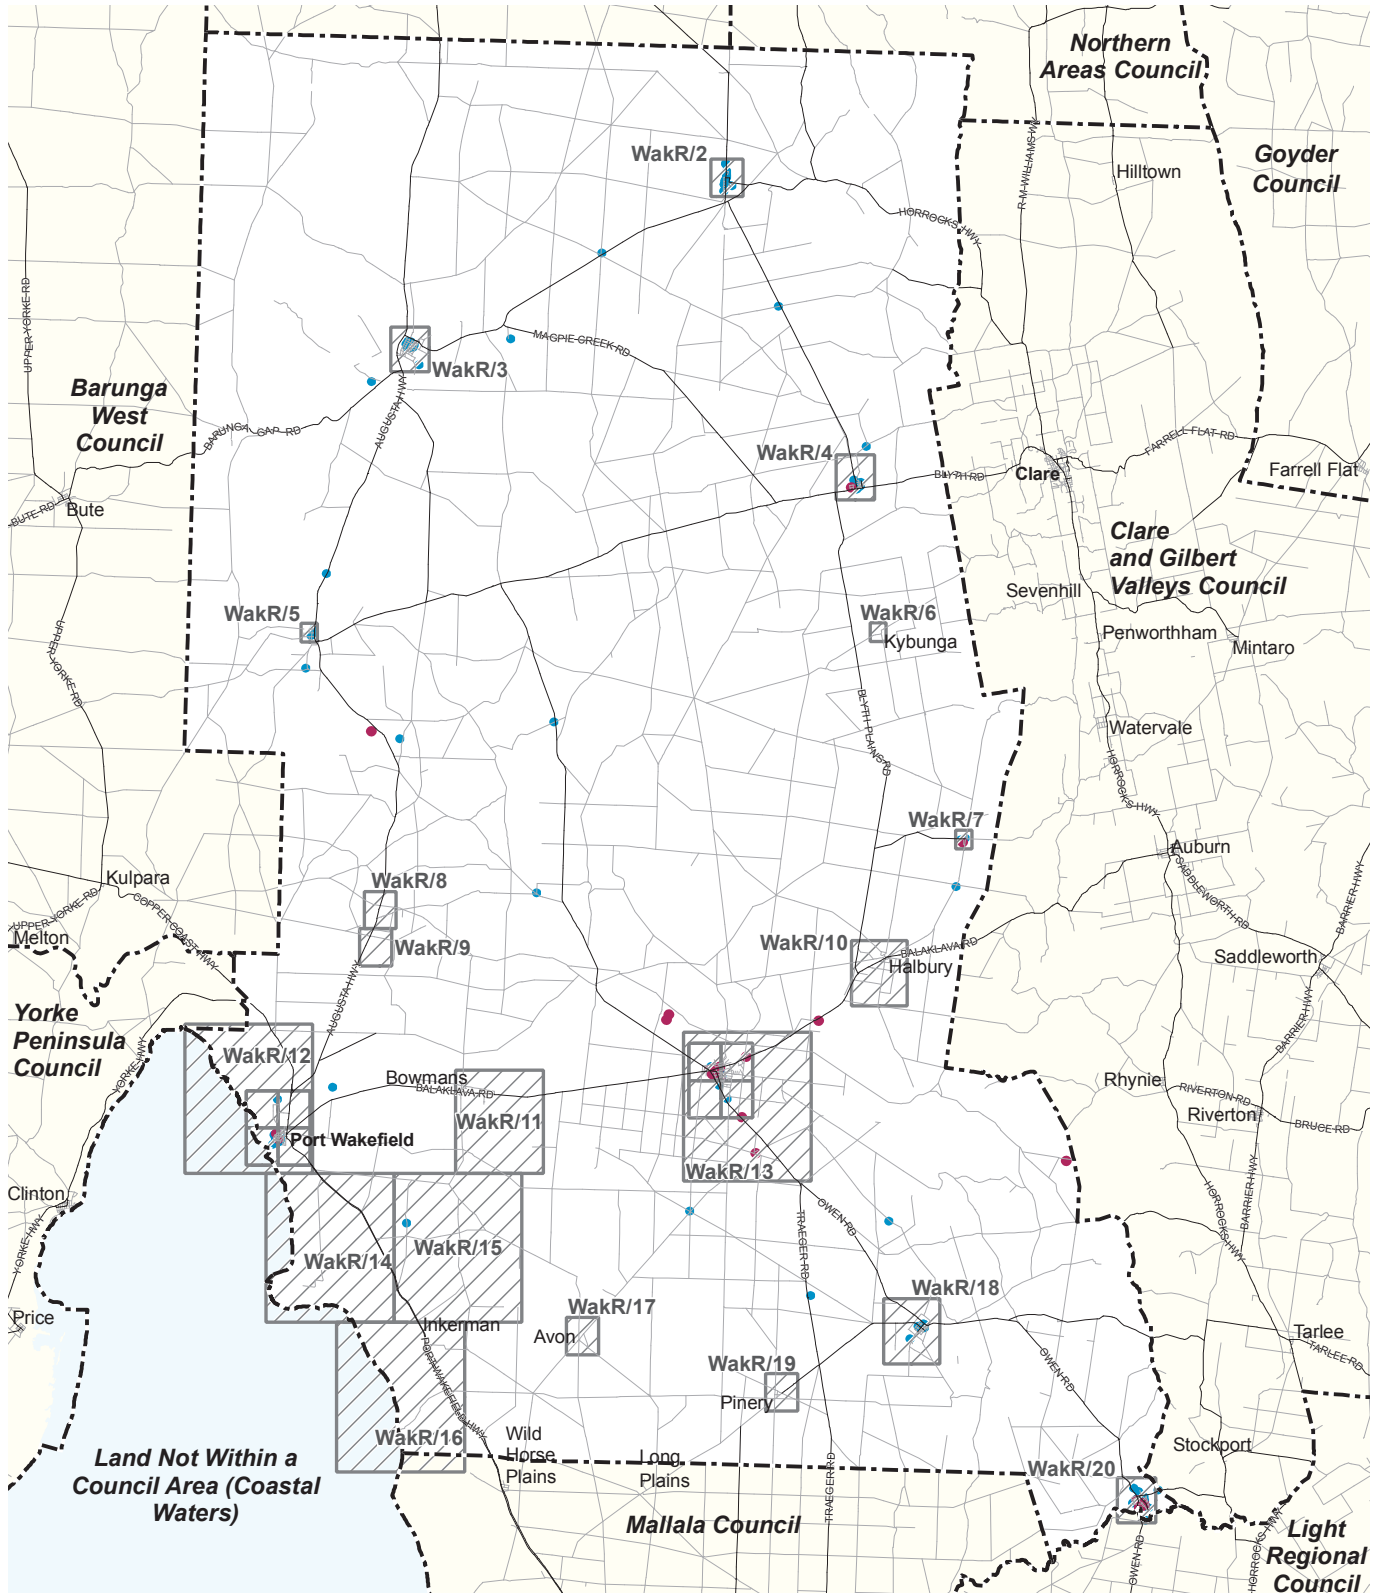 Northern
Areas Council
Goyder
Council
Hilltown
R M WILLIAMS WY
HORROCKS HWY
WakR/2
UPPER YORKE RD
MAGPIE CREEK RD
WakR/3
AUGUSTA HWY
Barunga
West
Council
BARUNGA GAP RD
WakR/4
BLYTH RD
Clare
FARRELL FLAT RD
Farrell Flat
BUTE RD
Bute
Clare
and Gilbert
Valleys Council
Sevenhill
WakR/5
WakR/6
Kybunga
Penworthham
Mintaro
UPPER YORKE RD
BLYTH PLAINS RD
Watervale
HORROCKS HWY
WakR/7
Auburn
SADDLEWORTH RD
BARRIER HWY
Kulpara
WakR/8
UPPER YORKE RD
COPPER COAST HWY
Melton
WakR/9
WakR/10
BALAKLAVA RD
Halbury
Saddleworth
AUGUSTA HWY
Yorke
Peninsula
Council
YORKE HWY
WakR/12
BARRIER HWY
Bowmans
BALAKLAVA RD
Rhynie
RIVERTON RD
Riverton
BRUCE RD
WakR/11
Port Wakefield
WakR/13
Clinton
YORKE HWY
OWEN RD
TRAEGER RD
HORROCKS HWY
BARRIER HWY
WakR/14
WakR/15
WakR/17
WakR/18
Price
Inkerman
Avon
Tarlee
TARLEE RD
PORT WAKEFIELD HWY
WakR/19
Pinery
OWEN RD
WakR/16
Wild
Horse
Plains
Long
Plains
Stockport
WakR/20
Land Not Within a
Council Area (Coastal
Waters)
TRAEGER RD
Mallala Council
OWEN RD
HORROCKS HWY
Light
Regional
Council